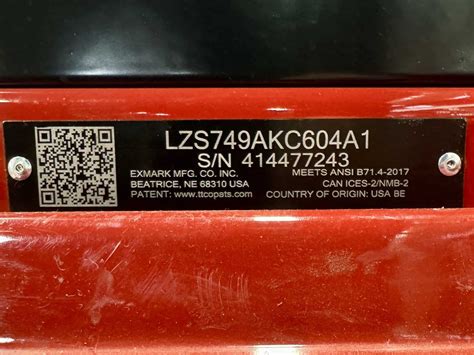 LZS749AKC604A1
S/N 414477243
EXMARK MFG. CO. INC. MEETS ANSI B71.4-2017
BEATRICE, NE 68310 USA CAN ICES-2/NMB-2
PATENT: www.ttcopats.com COUNTRY OF ORIGIN: USA BE